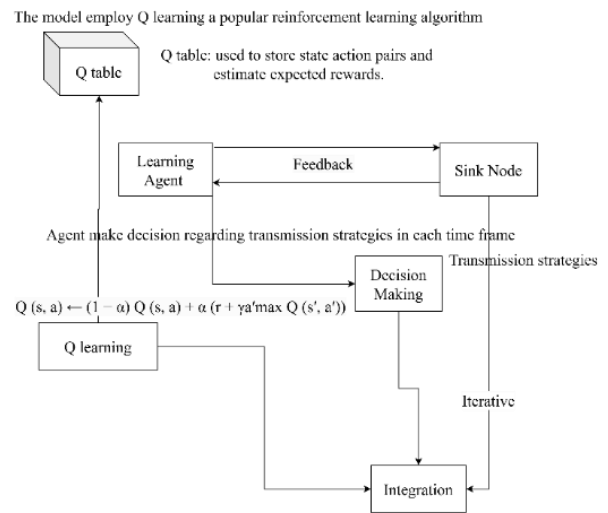 The model employ Q learning a popular reinforcement learning algorithm
Q table
Q table: used to store state action pairs and
estimate expected rewards.
Learning
Agent
Feedback
Sink Node
Agent make decision regarding transmission strategies in each time frame
Transmission strategies
Decision
Making
Q (s, a) ← (1 − α) Q (s, a) + α (r + γa′max Q (s′, a′))
Q learning
Iterative
Integration